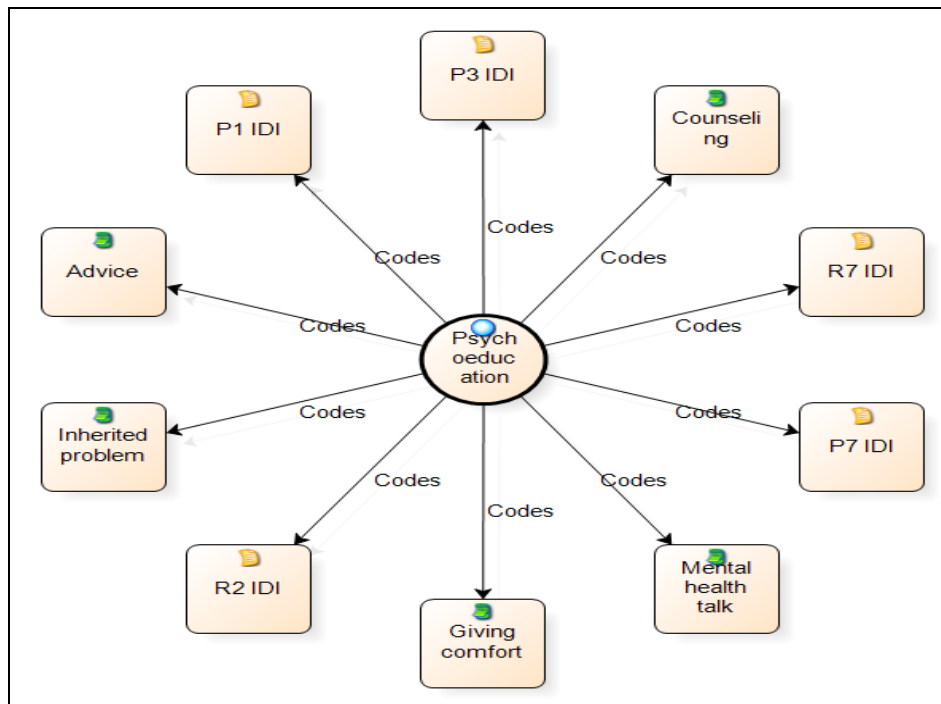 P3 IDI
P1 IDI
Counseli
ng
Codes
Codes
Codes
Advice
R7 IDI
Codes
Codes
Psych
oeduc
ation
Inherited
problem
Codes
Codes
P7 IDI
Codes
Codes
Codes
R2 IDI
Giving
comfort
Mental
health
talk